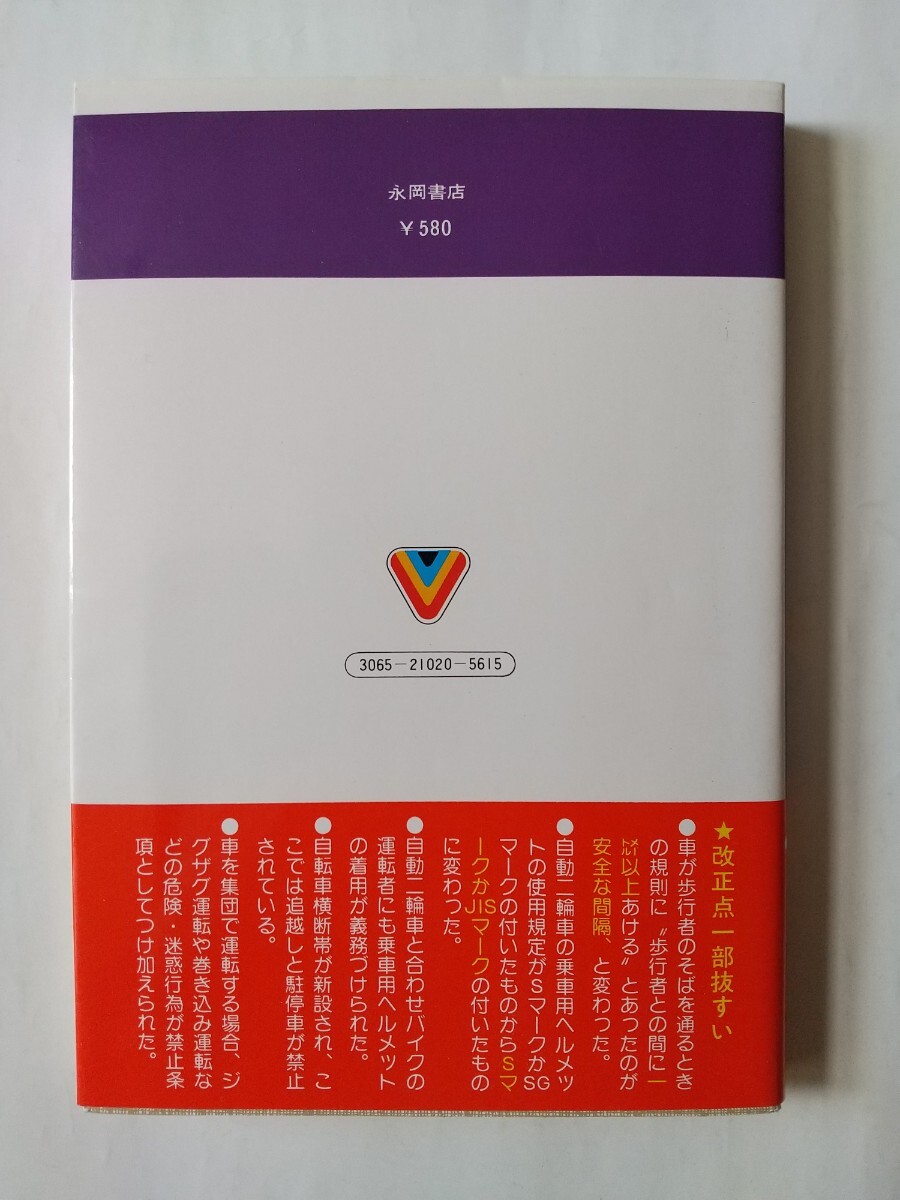 永岡書店
￥580
3065－21020－5615
★改正点一部抜すい
●車が歩行者のそばを通るとき
の規則に〝歩行者との間に一
㍍以上あける〟とあったのが
安全な間隔、と変わった。
●自動二輪車の乗車用ヘルメッ
トの使用規定がSマークかSG
マークの付いたものからSマ
ークかJISマークの付いたもの
に変わった。
●自動二輪車と合わせバイクの
運転者にも乗車用ヘルメット
の着用が義務づけられた。
●自転車横断帯が新設され、こ
こでは追越しと駐停車が禁止
されている。
●車を集団で運転する場合、ジ
グザグ運転や巻き込み運転な
どの危険・迷惑行為が禁止条
項としてつけ加えられた。